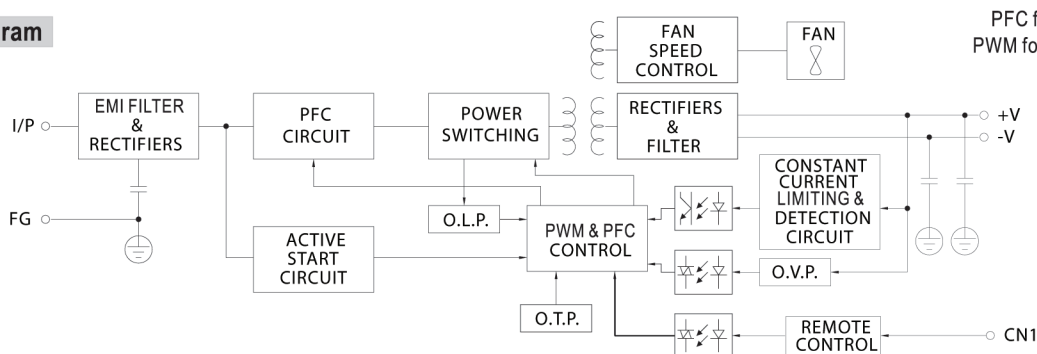 ram
PFC f
PWM fo
FAN
SPEED
CONTROL
FAN
I/P
EMI FILTER
&
RECTIFIERS
PFC
CIRCUIT
POWER
SWITCHING
RECTIFIERS
&
FILTER
+V
-V
CONSTANT
CURRENT
LIMITING &
DETECTION
CIRCUIT
FG
O.L.P.
PWM & PFC
CONTROL
ACTIVE
START
CIRCUIT
O.V.P.
O.T.P.
REMOTE
CONTROL
CN1